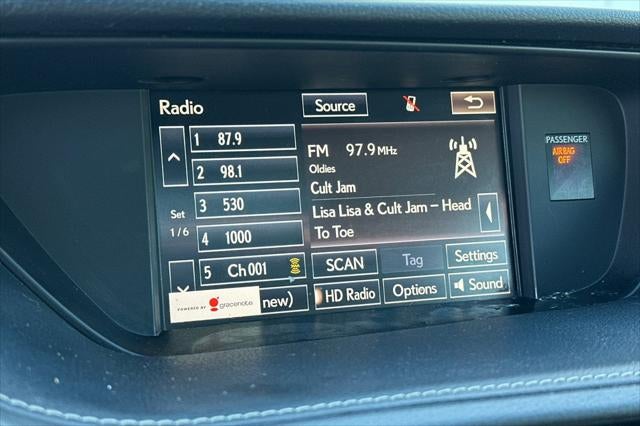 Radio
Source
1 87.9
2 98.1
3 530
4 1000
5 Ch 001
Set
1/6
POWERED BY gracenote
new)
FM 97.9 MHz
Oldies
Cult Jam
Lisa Lisa & Cult Jam – Head
To Toe
SCAN
Tag
Settings
HD Radio
Options
Sound
PASSENGER
AIRBAG
OFF